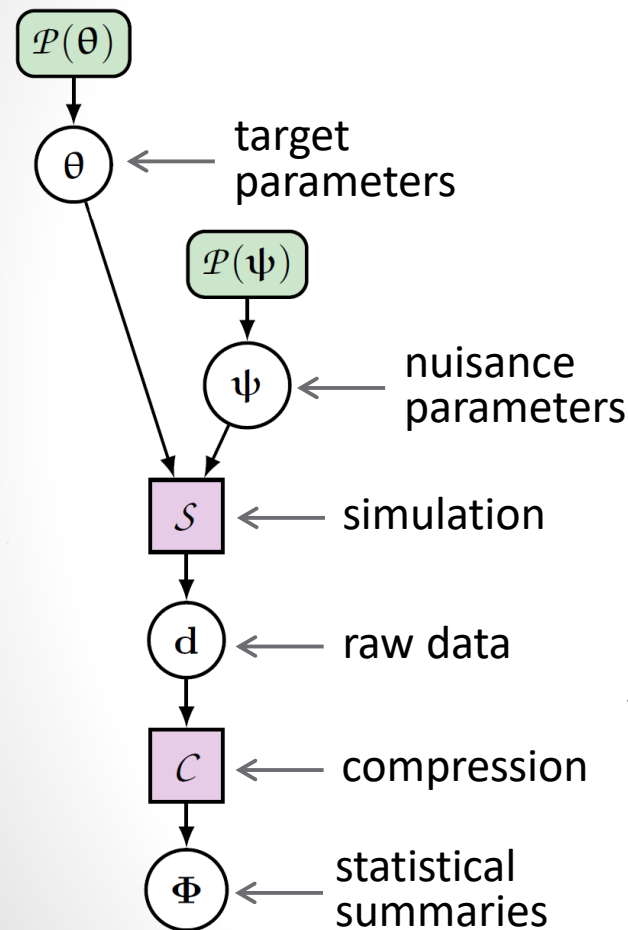 𝒫(θ)
θ
target
parameters
𝒫(ψ)
ψ
nuisance
parameters
𝒮
simulation
d
raw data
𝒞
compression
Φ
statistical
summaries